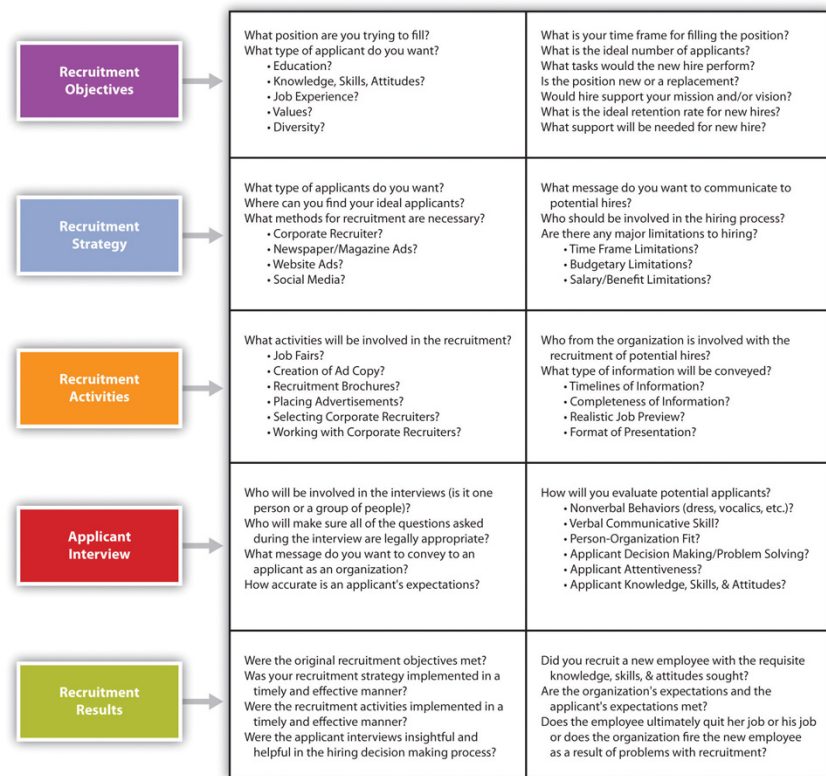 Recruitment
Objectives
What position are you trying to fill?
What type of applicant do you want?
• Education?
• Knowledge, Skills, Attitudes?
• Job Experience?
• Values?
• Diversity?
What is your time frame for filling the position?
What is the ideal number of applicants?
What tasks would the new hire perform?
Is the position new or a replacement?
Would hire support your mission and/or vision?
What is the ideal retention rate for new hires?
What support will be needed for new hire?
Recruitment
Strategy
What type of applicants do you want?
Where can you find your ideal applicants?
What methods for recruitment are necessary?
• Corporate Recruiter?
• Newspaper/Magazine Ads?
• Website Ads?
• Social Media?
What message do you want to communicate to
potential hires?
Who should be involved in the hiring process?
Are there any major limitations to hiring?
• Time Frame Limitations?
• Budgetary Limitations?
• Salary/Benefit Limitations?
Recruitment
Activities
What activities will be involved in the recruitment?
• Job Fairs?
• Creation of Ad Copy?
• Recruitment Brochures?
• Placing Advertisements?
• Selecting Corporate Recruiters?
• Working with Corporate Recruiters?
Who from the organization is involved with the
recruitment of potential hires?
What type of information will be conveyed?
• Timelines of Information?
• Completeness of Information?
• Realistic Job Preview?
• Format of Presentation?
Applicant
Interview
Who will be involved in the interviews (is it one
person or a group of people)?
Who will make sure all of the questions asked
during the interview are legally appropriate?
What message do you want to convey to an
applicant as an organization?
How accurate is an applicant's expectations?
How will you evaluate potential applicants?
• Nonverbal Behaviors (dress, vocalics, etc.)?
• Verbal Communicative Skill?
• Person-Organization Fit?
• Applicant Decision Making/Problem Solving?
• Applicant Attentiveness?
• Applicant Knowledge, Skills, & Attitudes?
Recruitment
Results
Were the original recruitment objectives met?
Was your recruitment strategy implemented in a
timely and effective manner?
Were the recruitment activities implemented in a
timely and effective manner?
Were the applicant interviews insightful and
helpful in the hiring decision making process?
Did you recruit a new employee with the requisite
knowledge, skills, & attitudes sought?
Are the organization's expectations and the
applicant's expectations met?
Does the employee ultimately quit her job or his job
or does the organization fire the new employee
as a result of problems with recruitment?